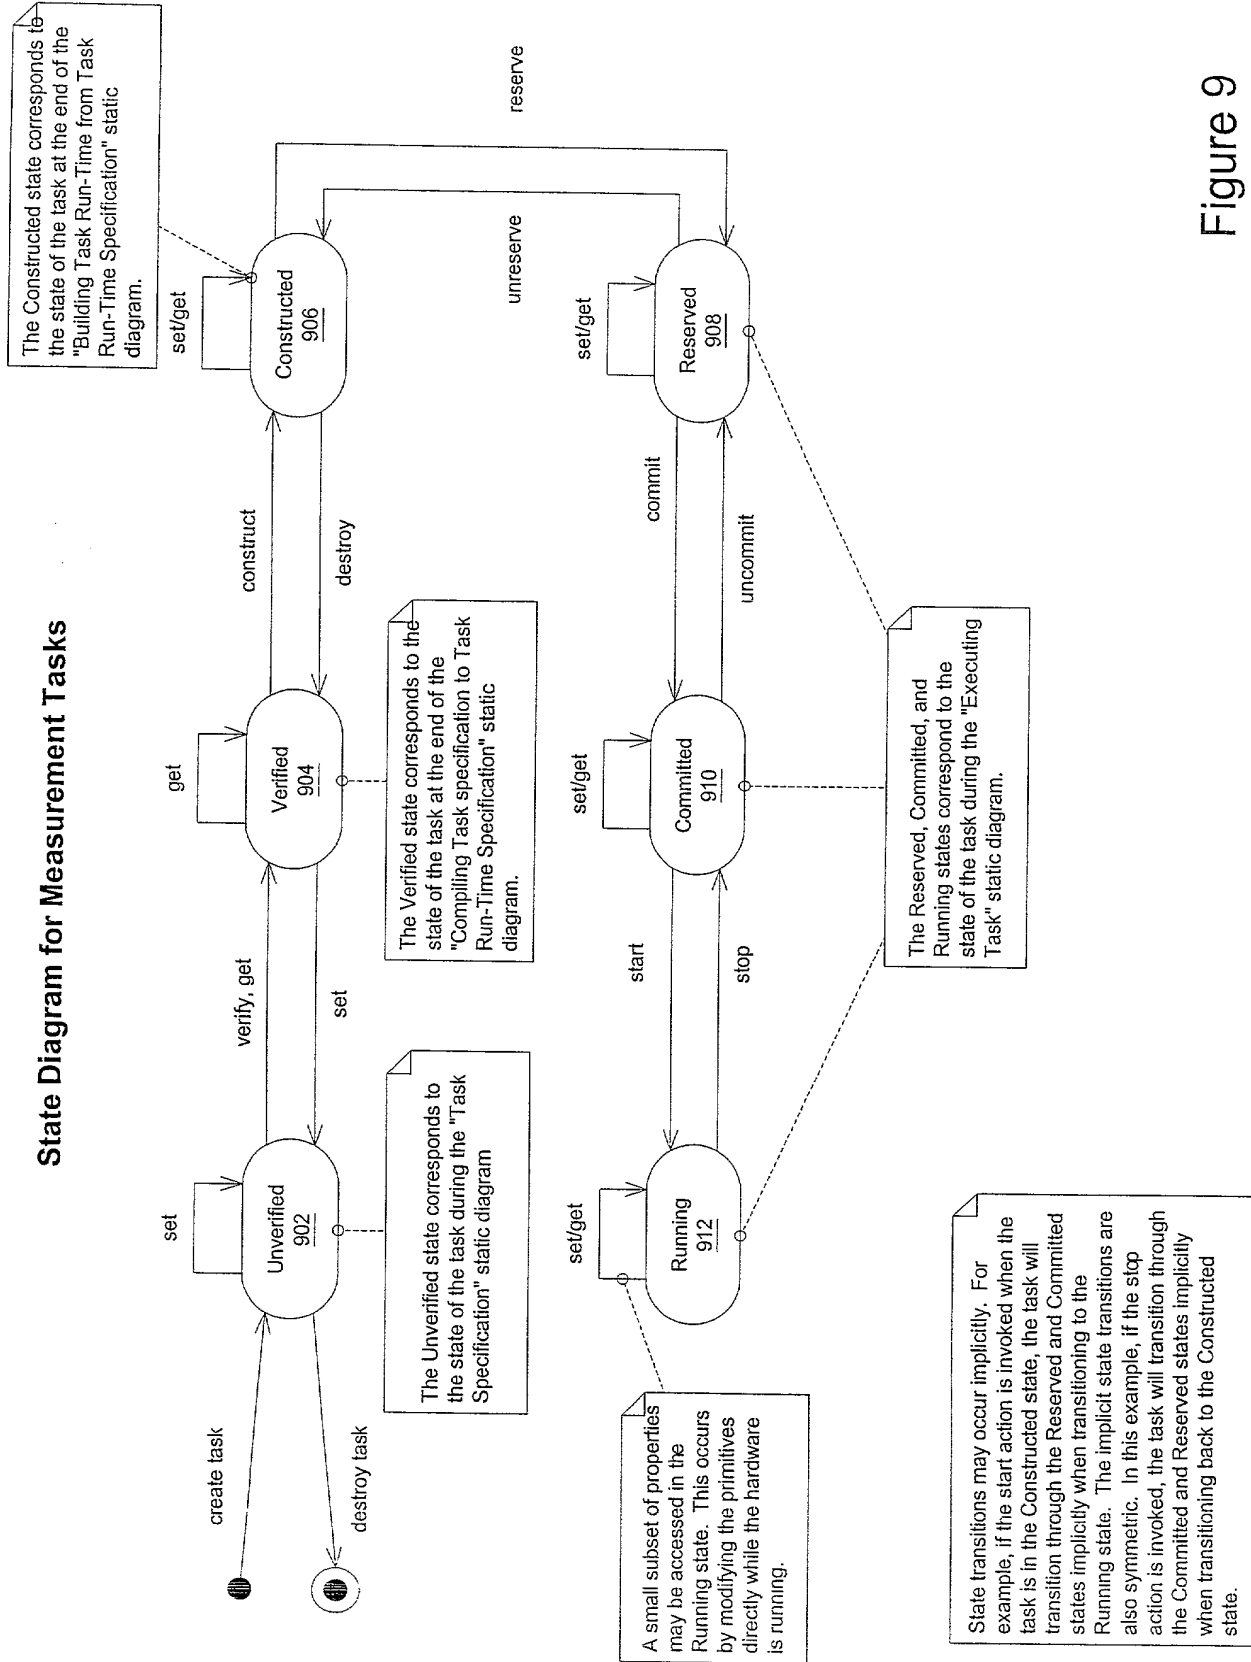 State Diagram for Measurement Tasks
create task
destroy task
set
Unverified
902
verify, get
set
get
Verified
904
construct
destroy
set/get
Constructed
906
The Constructed state corresponds to
the state of the task at the end of the
"Building Task Run-Time from Task
Run-Time Specification" static
diagram.
The Unverified state corresponds to
the state of the task during the "Task
Specification" static diagram
The Verified state corresponds to the
state of the task at the end of the
"Compiling Task specification to Task
Run-Time Specification" static
diagram.
unreserve
reserve
set/get
Running
912
start
stop
set/get
Committed
910
commit
uncommit
set/get
Reserved
908
A small subset of properties
may be accessed in the
Running state. This occurs
by modifying the primitives
directly while the hardware
is running.
The Reserved, Committed, and
Running states correspond to the
state of the task during the "Executing
Task" static diagram.
State transitions may occur implicitly. For
example, if the start action is invoked when the
task is in the Constructed state, the task will
transition through the Reserved and Committed
states implicitly when transitioning to the
Running state. The implicit state transitions are
also symmetric. In this example, if the stop
action is invoked, the task will transition through
the Committed and Reserved states implicitly
when transitioning back to the Constructed
state.
Figure 9